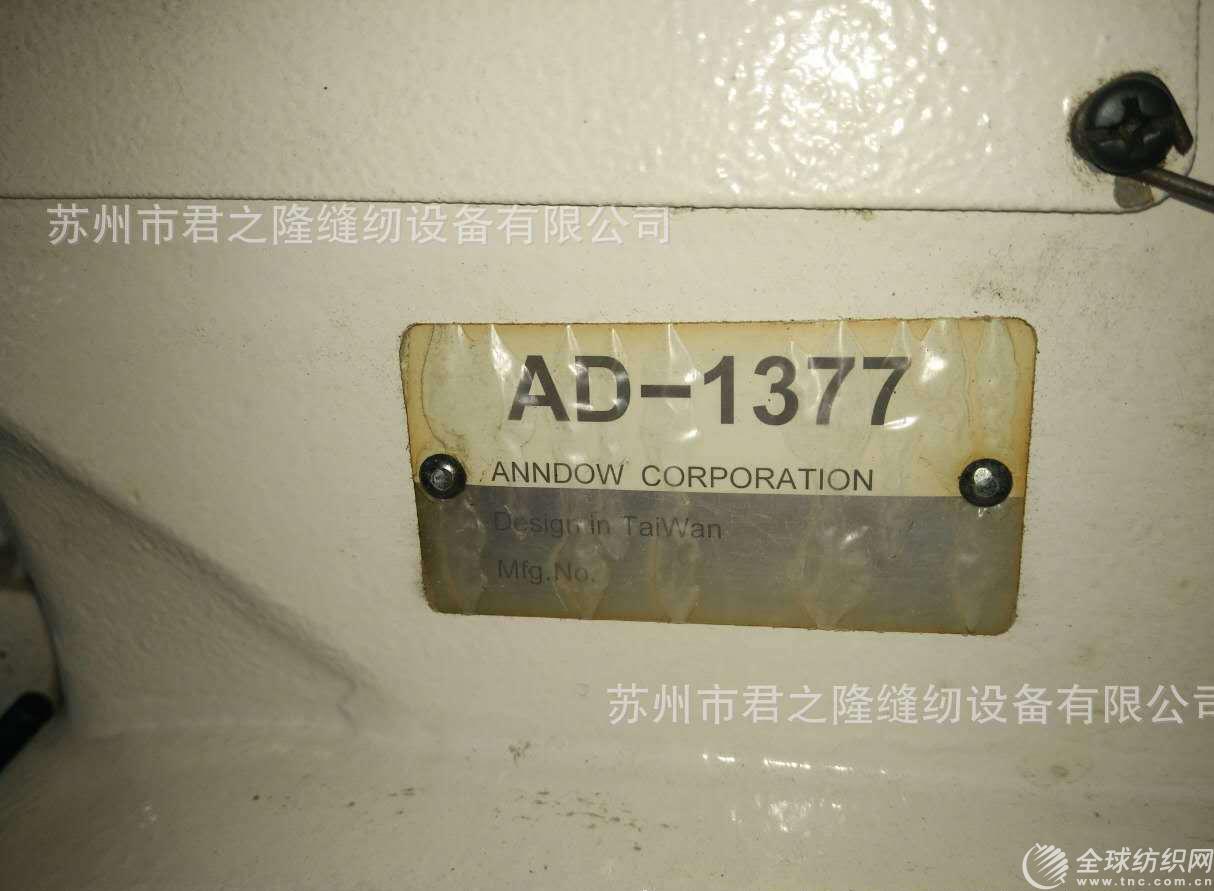 苏州市君之隆缝纫设备有限公司
AD-1377
ANNDOW CORPORATION
Design in TaiWan
Mfg.No.
苏州市君之隆缝纫设备有限公司
全球纺织网
www.tnc.com.cn